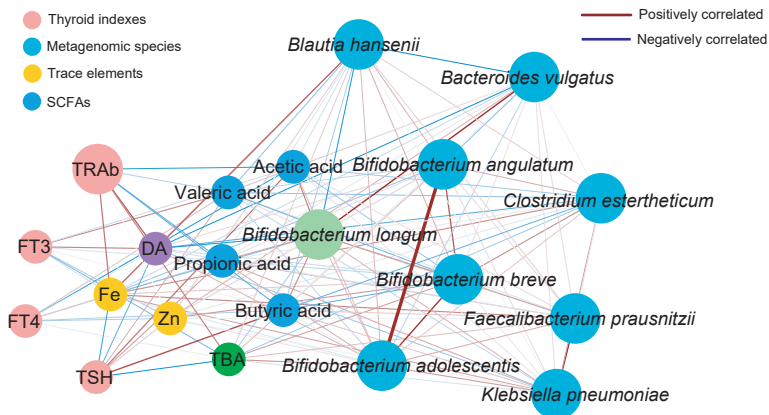 Thyroid indexes
Metagenomic species
Trace elements
SCFAs
Positively correlated
Negatively correlated
Blautia hansenii
Bacteroides vulgatus
TRAb
Acetic acid
Bifidobacterium angulatum
Valeric acid
Clostridium estertheticum
FT3
DA
Bifidobacterium longum
Propionic acid
Bifidobacterium breve
Fe
Zn
Butyric acid
FT4
Faecalibacterium prausnitzii
TSH
TBA
Bifidobacterium adolescentis
Klebsiella pneumoniae